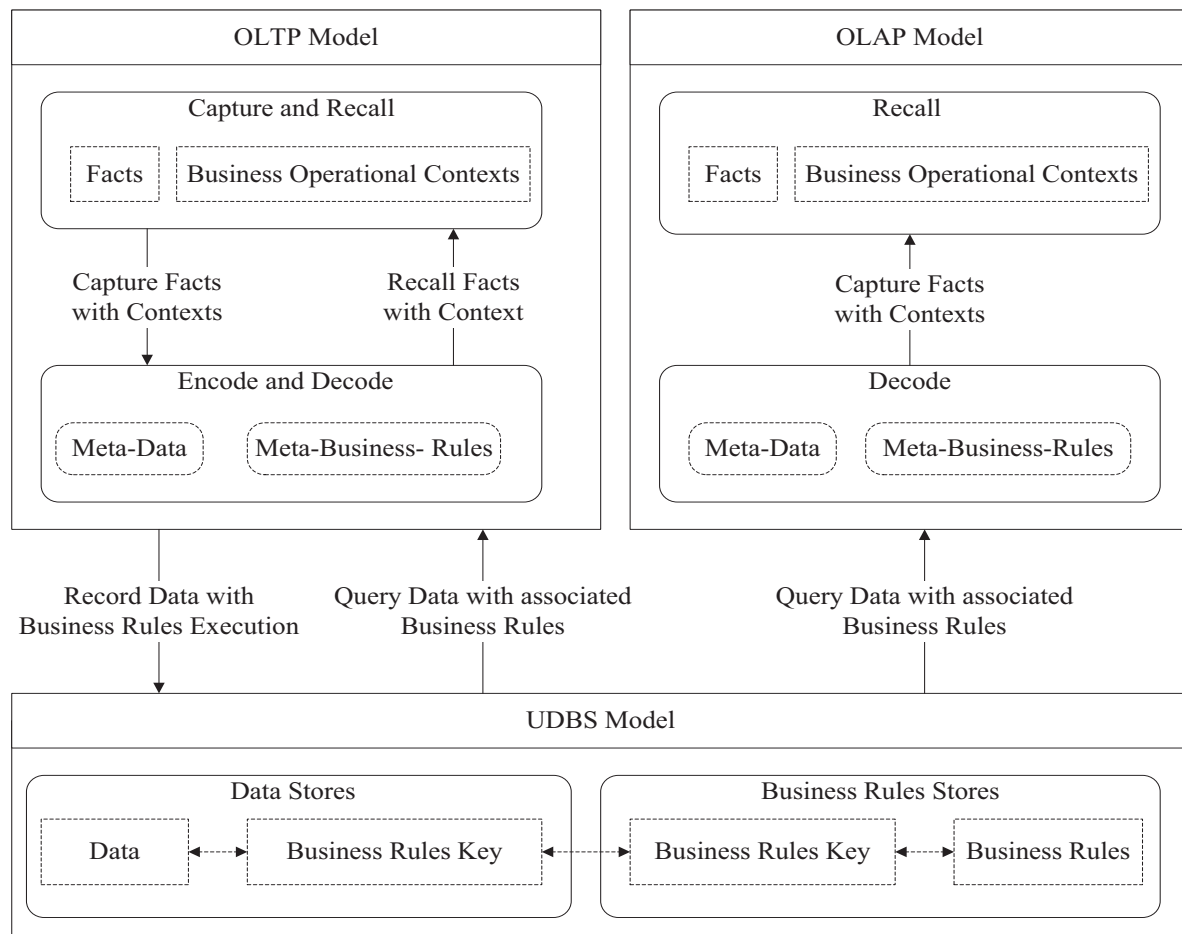 OLTP Model
Capture and Recall
Facts
Business Operational Contexts
Capture Facts
with Contexts
Recall Facts
with Context
Encode and Decode
Meta-Data
Meta-Business- Rules
OLAP Model
Recall
Facts
Business Operational Contexts
Capture Facts
with Contexts
Decode
Meta-Data
Meta-Business-Rules
Record Data with
Business Rules Execution
Query Data with associated
Business Rules
Query Data with associated
Business Rules
UDBS Model
Data Stores
Data
Business Rules Key
Business Rules Stores
Business Rules Key
Business Rules